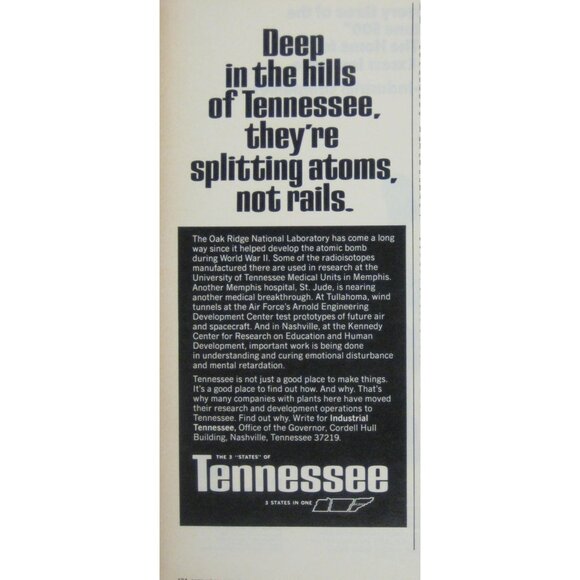 Deep
in the hills
of Tennessee,
they're
splitting atoms,
not rails.
The Oak Ridge National Laboratory has come a long
way since it helped develop the atomic bomb
during World War II. Some of the radioisotopes
manufactured there are used in research at the
University of Tennessee Medical Units in Memphis.
Another Memphis hospital, St. Jude, is nearing
another medical breakthrough. At Tullahoma, wind
tunnels at the Air Force's Arnold Engineering
Development Center test prototypes of future air
and spacecraft. And in Nashville, at the Kennedy
Center for Research on Education and Human
Development, important work is being done
in understanding and curing emotional disturbance
and mental retardation.
Tennessee is not just a good place to make things.
It's a good place to find out how. And why. That's
why many companies with plants here have moved
their research and development operations to
Tennessee. Find out why. Write for Industrial
Tennessee, Office of the Governor, Cordell Hull
Building, Nashville, Tennessee 37219.
THE 3 "STATES" OF
Tennessee
3 STATES IN ONE